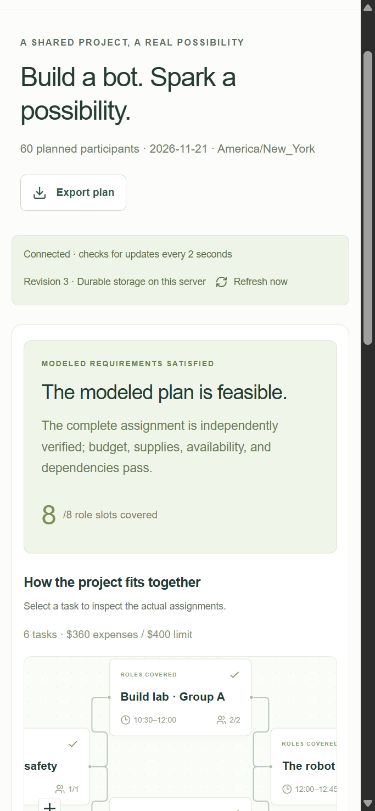 A SHARED PROJECT, A REAL POSSIBILITY
Build a bot. Spark a
possibility.
60 planned participants · 2026-11-21 · America/New_York
Export plan
Connected · checks for updates every 2 seconds
Revision 3 · Durable storage on this server Refresh now
MODELED REQUIREMENTS SATISFIED
The modeled plan is feasible.
The complete assignment is independently
verified; budget, supplies, availability, and
dependencies pass.
8 /8 role slots covered
How the project fits together
Select a task to inspect the actual assignments.
6 tasks · $360 expenses / $400 limit
ROLES COVERED
Build lab · Group A
10:30–12:00 2/2
safety
1/1
ROLES COVERED
The robot
12:00–12:45